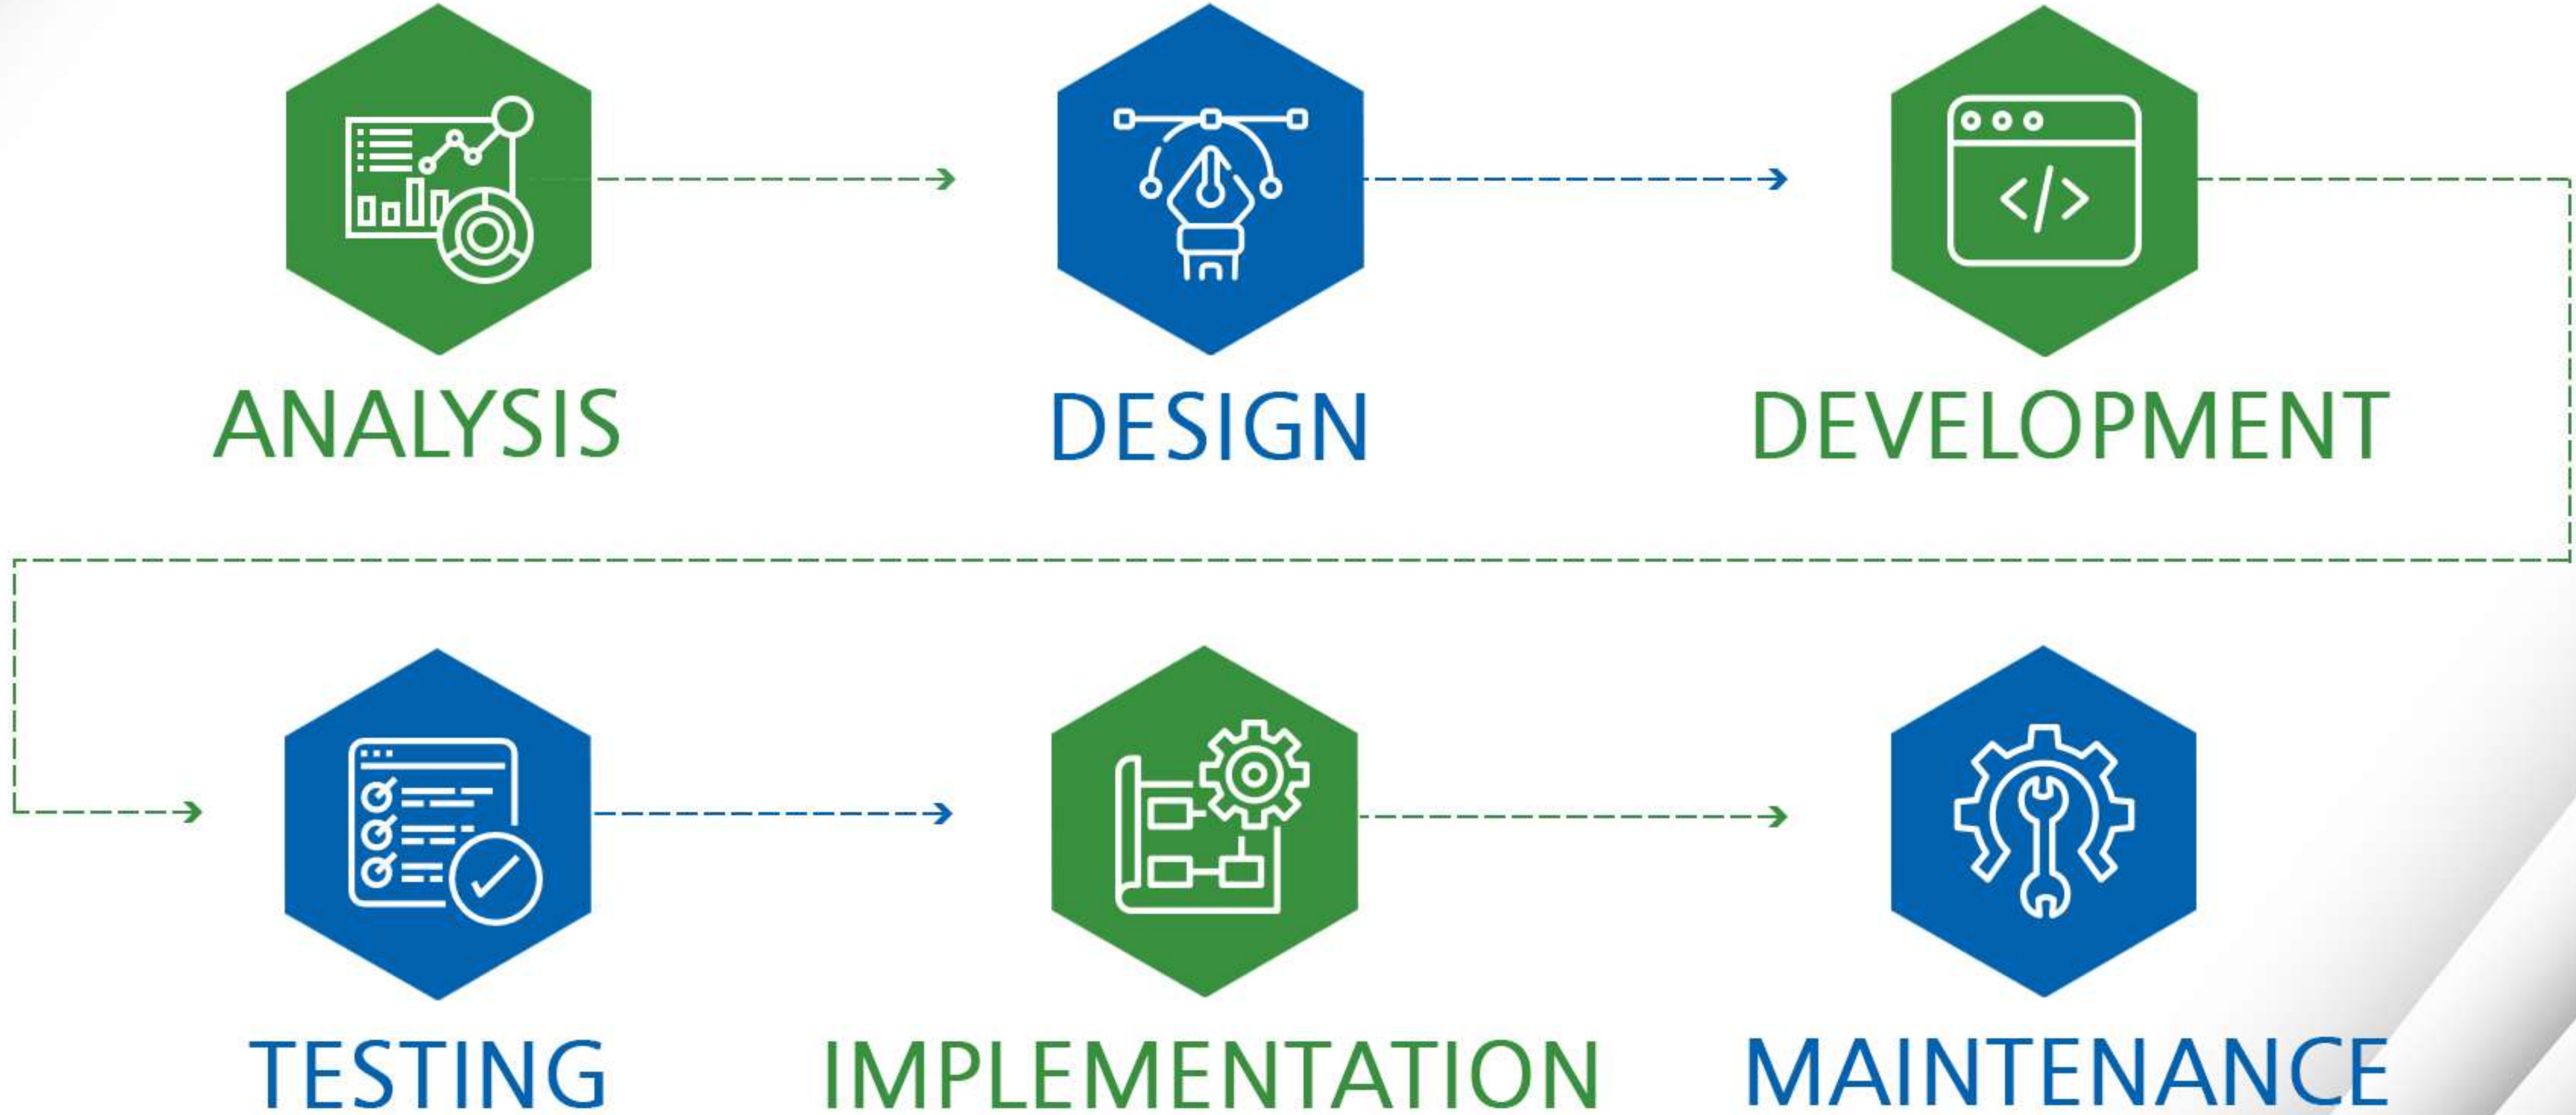 ANALYSIS
DESIGN
DEVELOPMENT
TESTING
IMPLEMENTATION
MAINTENANCE